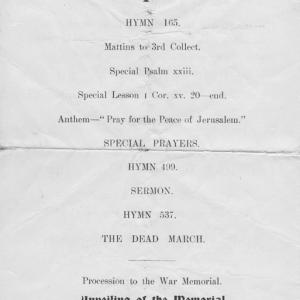 HYMN 165.
Mattins to 3rd Collect.
Special Psalm xxiii.
Special Lesson 1 Cor. xv. 20—end.
Anthem—"Pray for the Peace of Jerusalem."
SPECIAL PRAYERS.
HYMN 499.
SERMON.
HYMN 537.
THE DEAD MARCH.
Procession to the War Memorial.
Unveiling of the Memorial